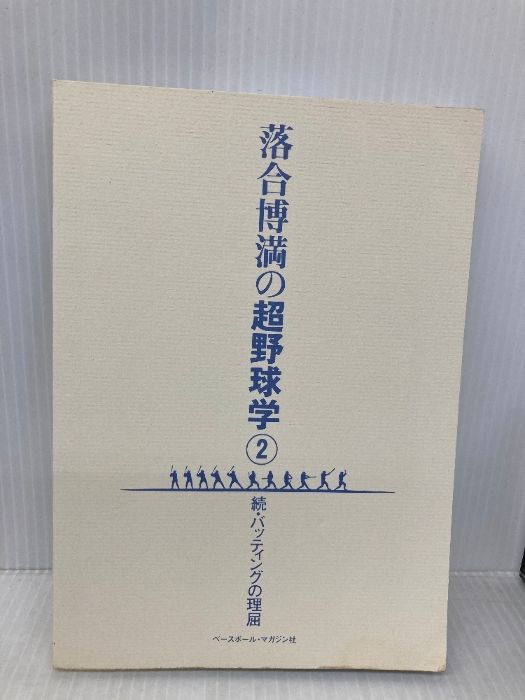 落合博満の超野球学②
続・バッティングの理屈
ベースボール・マガジン社